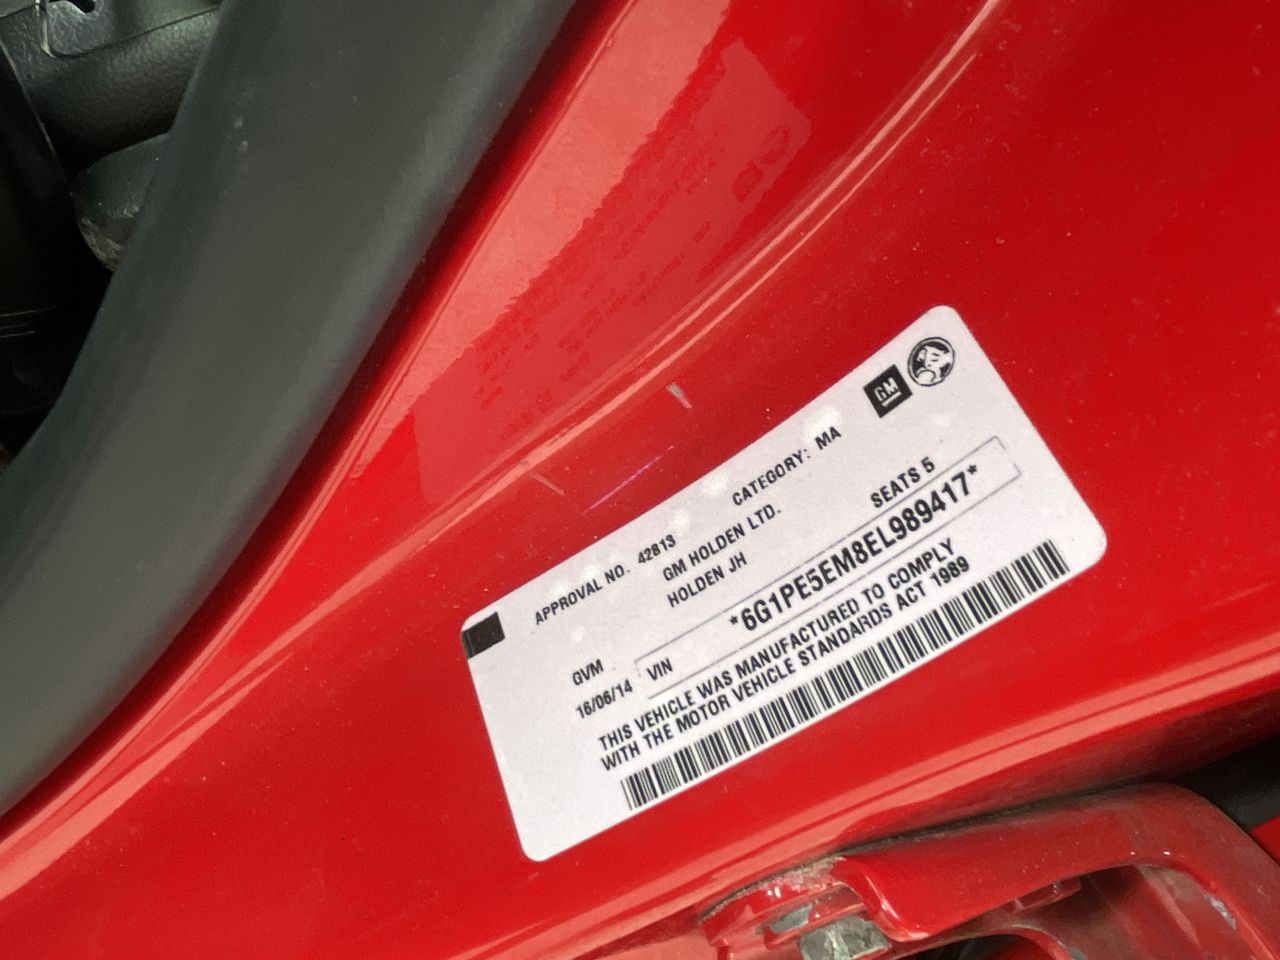 GM
APPROVAL NO. 42813 CATEGORY: MA
GM HOLDEN LTD.
HOLDEN JH
GVM SEATS 5
16/06/14 VIN *6G1PE5EM8EL989417*
THIS VEHICLE WAS MANUFACTURED TO COMPLY
WITH THE MOTOR VEHICLE STANDARDS ACT 1989